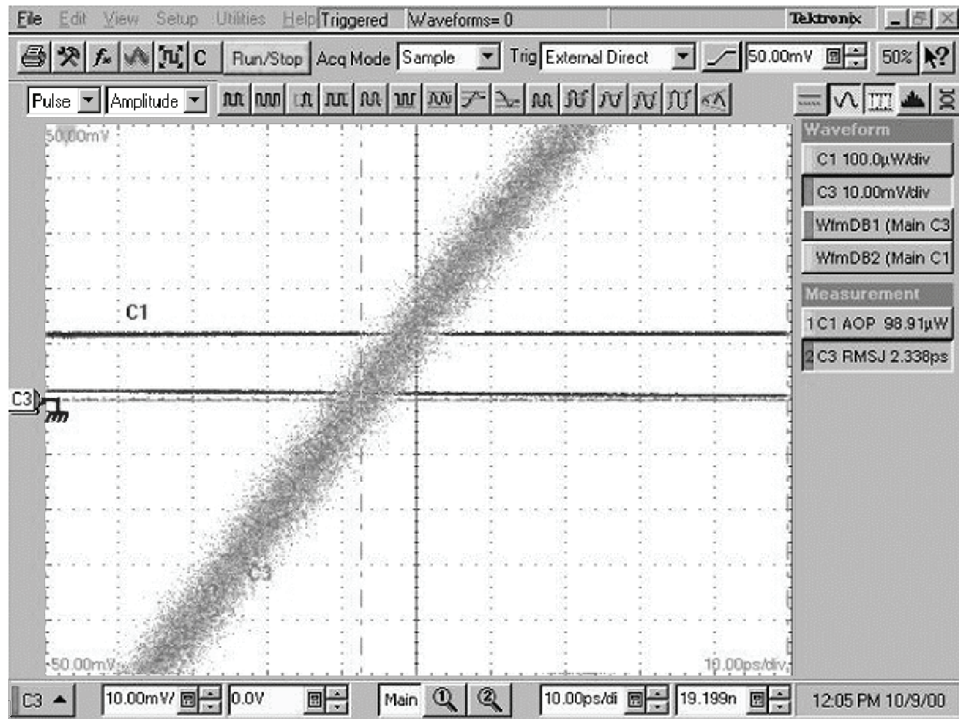 File Edit View Setup Utilities Help Triggered Waveforms= 0 Tektronix
C Run/Stop Acq Mode Sample Trig External Direct 50.00mV 50%
Pulse Amplitude
50.00mV
Waveform
C1 100.0µW/div
C3 10.00mV/div
WfmDB1 (Main C3
WfmDB2 (Main C1
Measurement
1 C1 AOP 98.91µW
2 C3 RMSJ 2.338ps
C1
C3
C3
-50.00mV
10.00ps/div
C3 10.00mV/ 0.0V Main 1 2 10.00ps/di 19.199n 12:05 PM 10/9/00